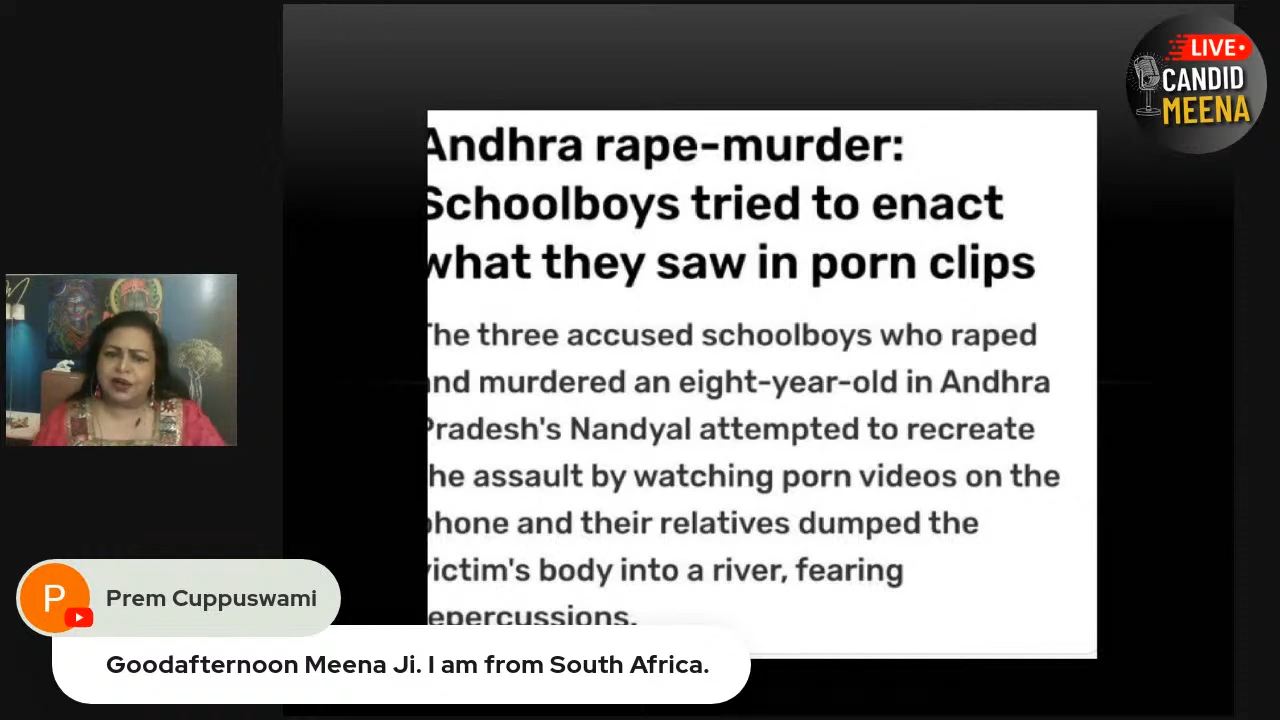 LIVE
CANDID
MEENA
Andhra rape-murder:
Schoolboys tried to enact
what they saw in porn clips
The three accused schoolboys who raped
and murdered an eight-year-old in Andhra
Pradesh's Nandyal attempted to recreate
the assault by watching porn videos on the
phone and their relatives dumped the
victim's body into a river, fearing
repercussions.
P
Prem Cuppuswami
Goodafternoon Meena Ji. I am from South Africa.